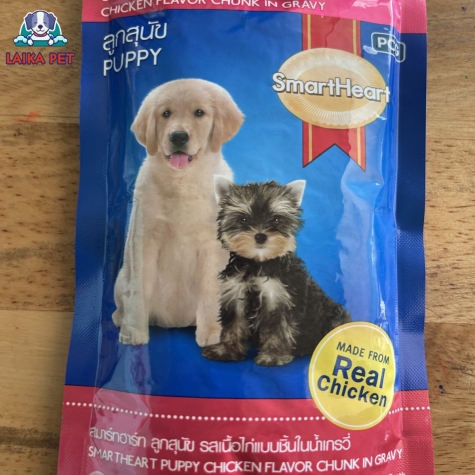 CHICKEN FLAVOR CHUNK IN GRAVY
LAIKA PET
ลูกสุนัข
PUPPY
SmartHeart
MADE FROM
Real
Chicken
สมาร์ทฮาร์ท ลูกสุนัข รสเนื้อไก่แบบชิ้นในน้ำเกรวี่
SMARTHEART PUPPY CHICKEN FLAVOR CHUNK IN GRAVY